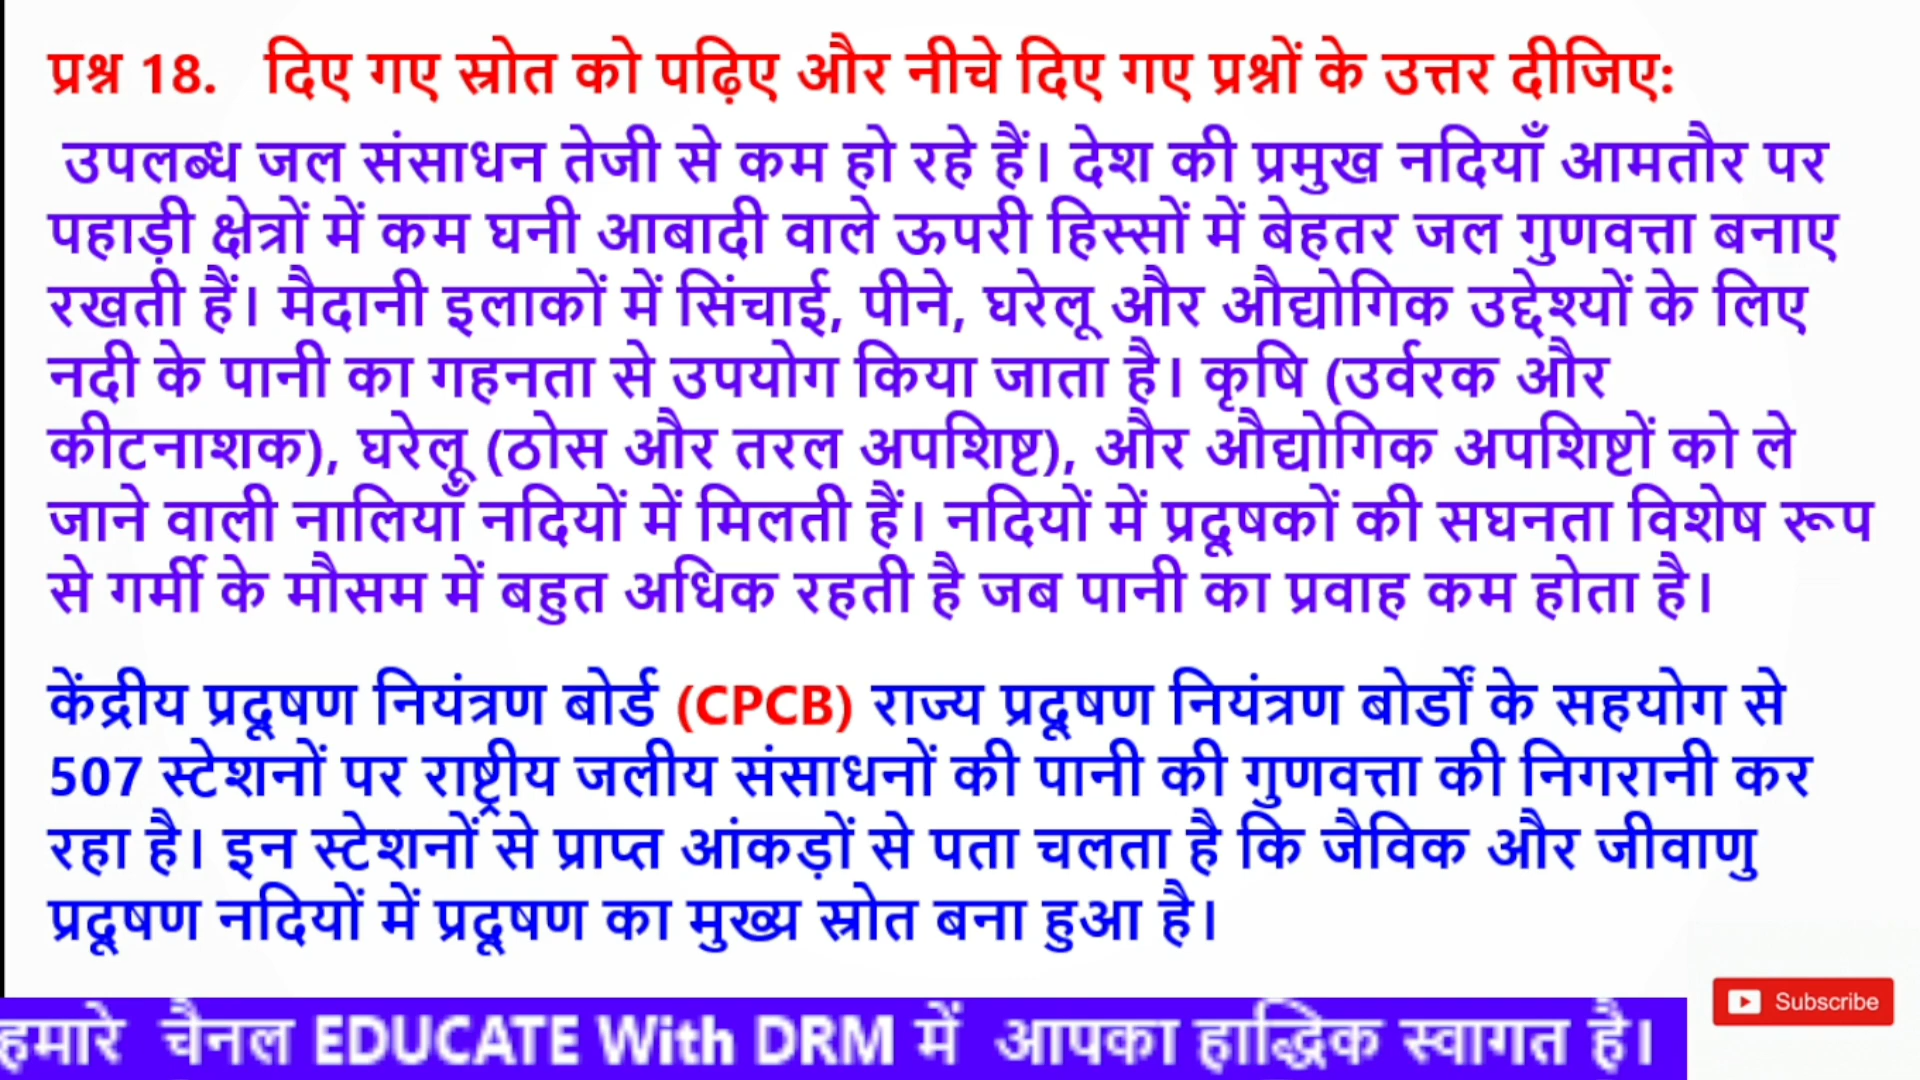 प्रश्न 18. दिए गए स्रोत को पढ़िए और नीचे दिए गए प्रश्नों के उत्तर दीजिए:
उपलब्ध जल संसाधन तेजी से कम हो रहे हैं। देश की प्रमुख नदियाँ आमतौर पर
पहाड़ी क्षेत्रों में कम घनी आबादी वाले ऊपरी हिस्सों में बेहतर जल गुणवत्ता बनाए
रखती हैं। मैदानी इलाकों में सिंचाई, पीने, घरेलू और औद्योगिक उद्देश्यों के लिए
नदी के पानी का गहनता से उपयोग किया जाता है। कृषि (उर्वरक और
कीटनाशक), घरेलू (ठोस और तरल अपशिष्ट), और औद्योगिक अपशिष्टों को ले
जाने वाली नालियाँ नदियों में मिलती हैं। नदियों में प्रदूषकों की सघनता विशेष रूप
से गर्मी के मौसम में बहुत अधिक रहती है जब पानी का प्रवाह कम होता है।
केंद्रीय प्रदूषण नियंत्रण बोर्ड (CPCB) राज्य प्रदूषण नियंत्रण बोर्डों के सहयोग से
507 स्टेशनों पर राष्ट्रीय जलीय संसाधनों की पानी की गुणवत्ता की निगरानी कर
रहा है। इन स्टेशनों से प्राप्त आंकड़ों से पता चलता है कि जैविक और जीवाणु
प्रदूषण नदियों में प्रदूषण का मुख्य स्रोत बना हुआ है।
Subscribe
हमारे चैनल EDUCATE With DRM में आपका हार्द्धिक स्वागत है।